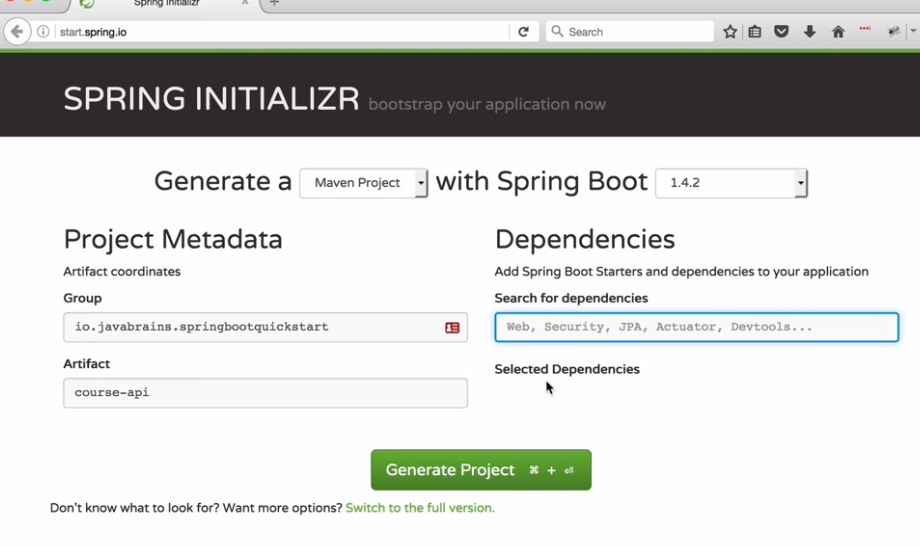 Spring Initializr
start.spring.io
Search
SPRING INITIALIZR bootstrap your application now
Generate a Maven Project with Spring Boot 1.4.2
Project Metadata
Artifact coordinates
Group
io.javabrains.springbootquickstart
Artifact
course-api
Dependencies
Add Spring Boot Starters and dependencies to your application
Search for dependencies
Web, Security, JPA, Actuator, Devtools...
Selected Dependencies
Generate Project ⌘ + ⏎
Don't know what to look for? Want more options? Switch to the full version.